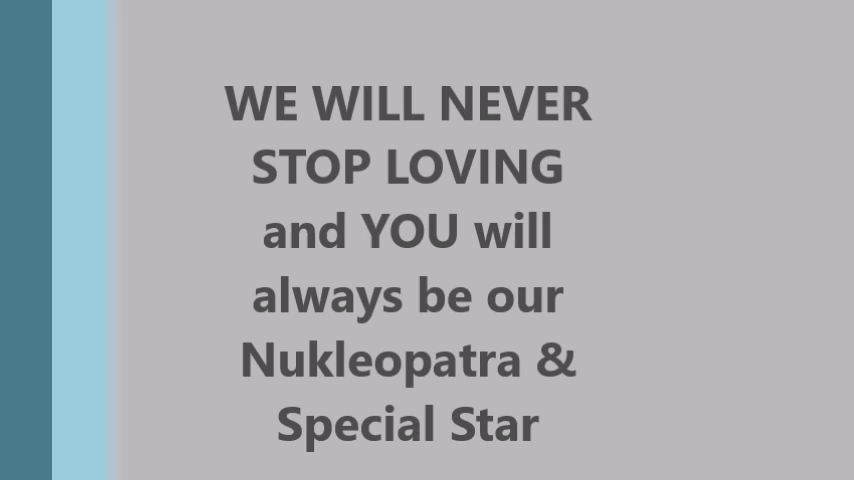 WE WILL NEVER
STOP LOVING
and YOU will
always be our
Nukleopatra &
Special Star